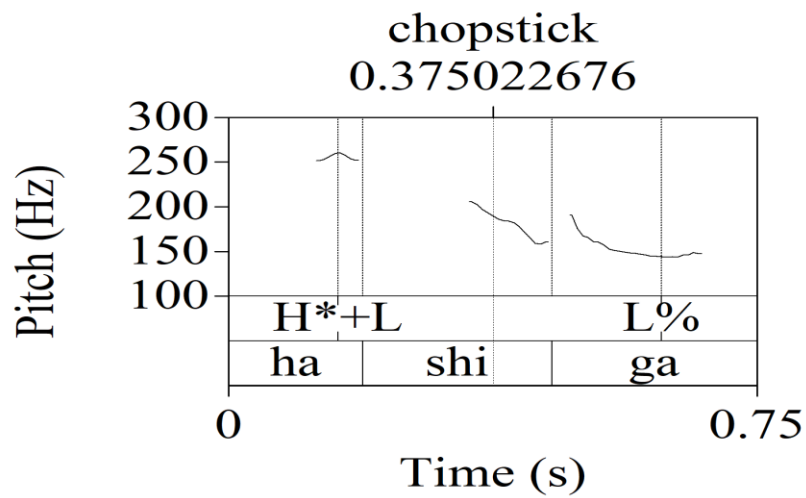 chopstick
0.375022676
300
250
200
150
100
Pitch (Hz)
H*+L L%
ha shi ga
0 0.75
Time (s)